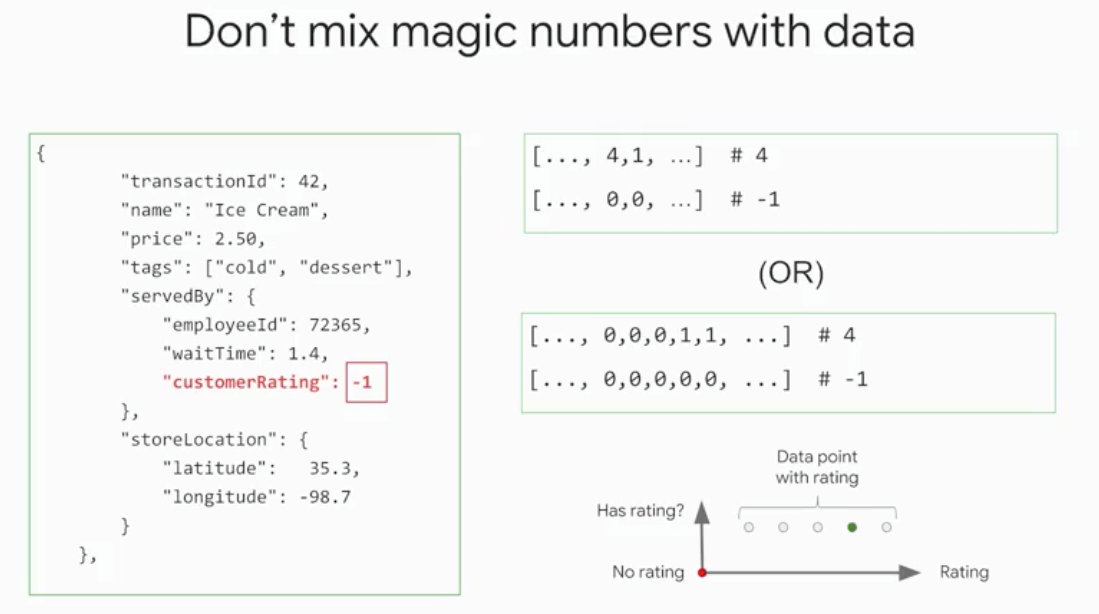 Don't mix magic numbers with data
{
"transactionId": 42,
"name": "Ice Cream",
"price": 2.50,
"tags": ["cold", "dessert"],
"servedBy": {
"employeeId": 72365,
"waitTime": 1.4,
"customerRating": -1
},
"storeLocation": {
"latitude": 35.3,
"longitude": -98.7
}
},
[..., 4,1, …] # 4
[..., 0,0, …] # -1
(OR)
[..., 0,0,0,1,1, ...] # 4
[..., 0,0,0,0,0, ...] # -1
Data point
with rating
Has rating?
No rating
Rating